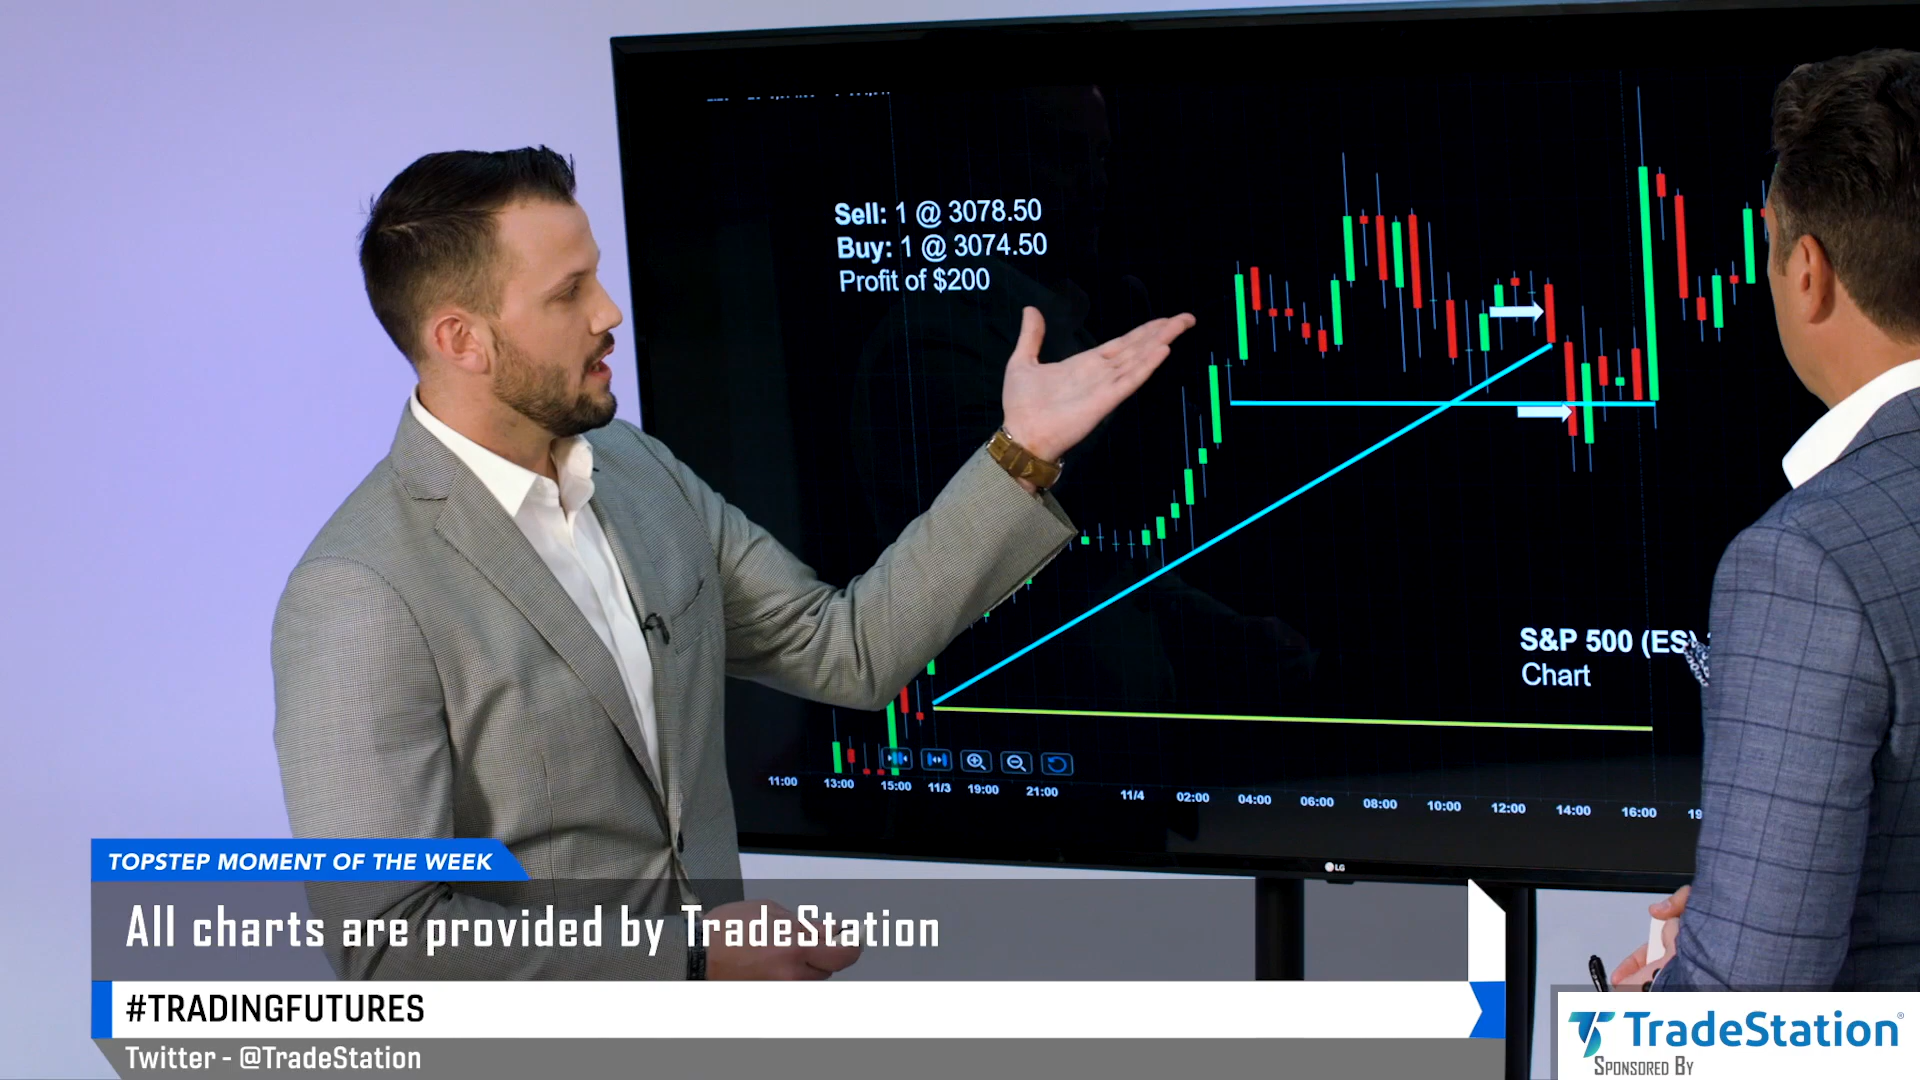 Sell: 1 @ 3078.50
Buy: 1 @ 3074.50
Profit of $200
S&P 500 (ES)
Chart
11:00 13:00 15:00 11/3 19:00 21:00 11/4 02:00 04:00 06:00 08:00 10:00 12:00 14:00 16:00
LG
TOPSTEP MOMENT OF THE WEEK
All charts are provided by TradeStation
#TRADINGFUTURES
Twitter - @TradeStation
TradeStation®
SPONSORED BY